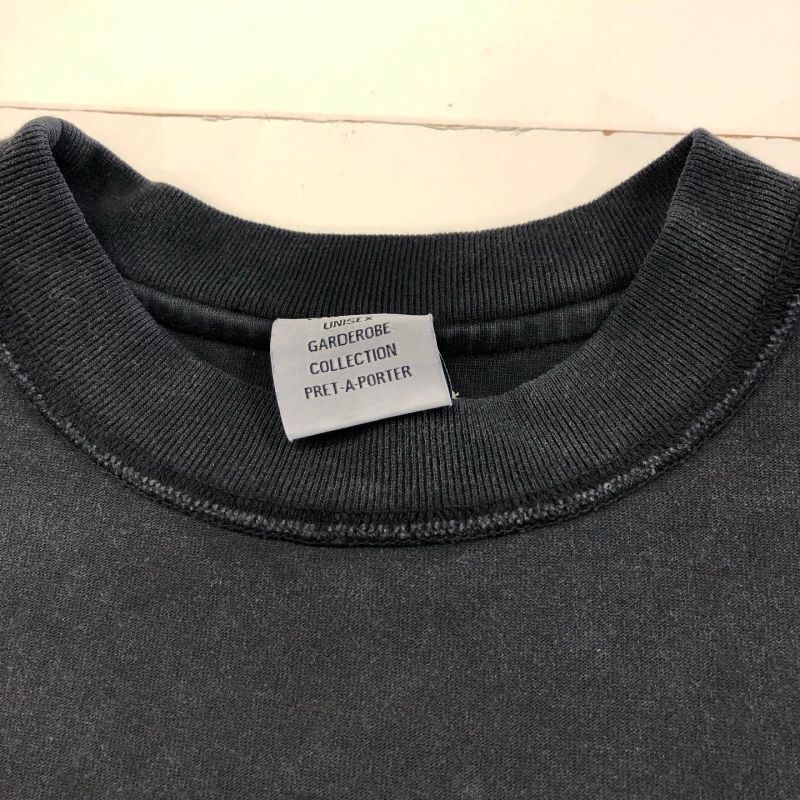 UNISEX
GARDEROBE
COLLECTION
PRET-A-PORTER